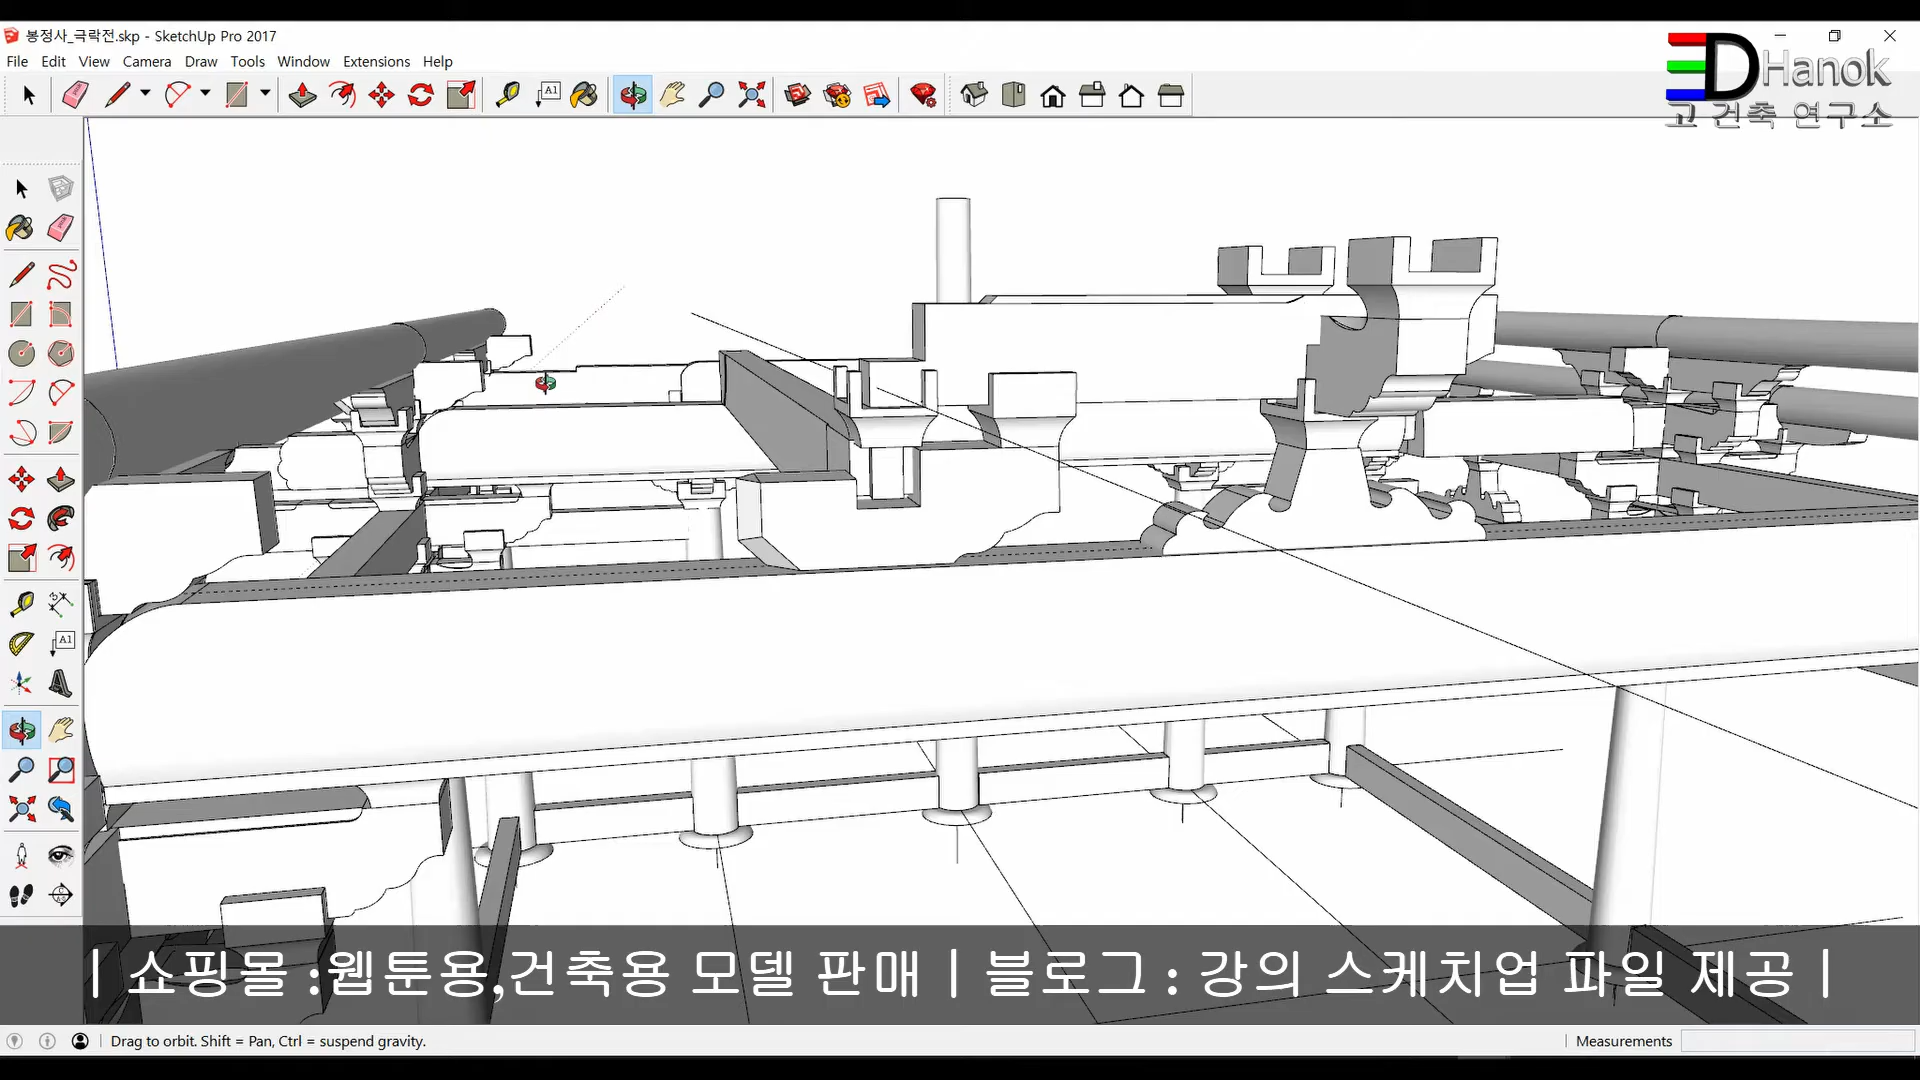 봉정사_극락전.skp - SketchUp Pro 2017
File Edit View Camera Draw Tools Window Extensions Help
DHanok
고 건축 연구소
A1
A1
| 쇼핑몰 :웹툰용,건축용 모델 판매 | 블로그 : 강의 스케치업 파일 제공 |
Drag to orbit. Shift = Pan, Ctrl = suspend gravity.
Measurements